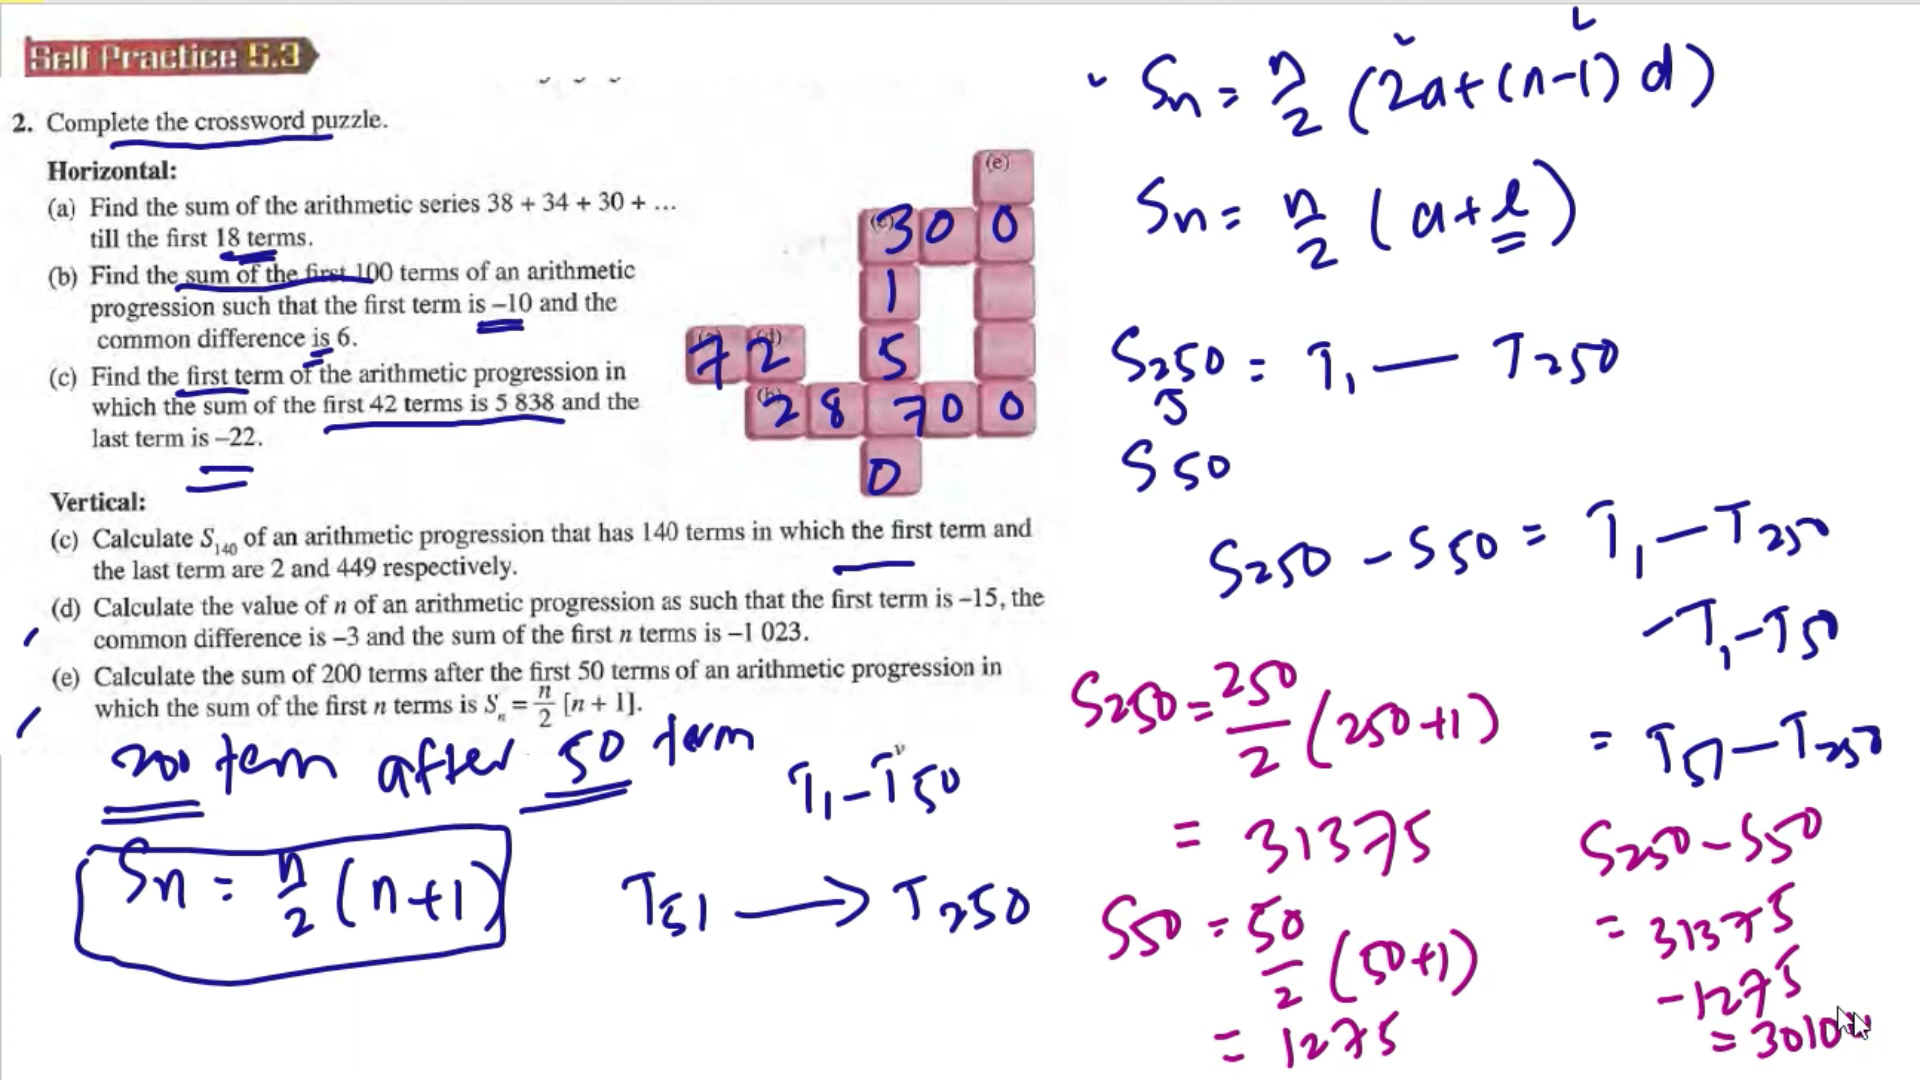 Self Practice 5.3
2. Complete the crossword puzzle.
Horizontal:
(a) Find the sum of the arithmetic series 38 + 34 + 30 + ...
till the first 18 terms.
(b) Find the sum of the first 100 terms of an arithmetic
progression such that the first term is –10 and the
common difference is 6.
(c) Find the first term of the arithmetic progression in
which the sum of the first 42 terms is 5 838 and the
last term is –22.
Vertical:
(c) Calculate S₁₄₀ of an arithmetic progression that has 140 terms in which the first term and
the last term are 2 and 449 respectively.
(d) Calculate the value of n of an arithmetic progression as such that the first term is –15, the
common difference is –3 and the sum of the first n terms is –1 023.
(e) Calculate the sum of 200 terms after the first 50 terms of an arithmetic progression in
which the sum of the first n terms is Sₙ = n/2 [n + 1].
(e)
(c) 3 0 0
1
7 (d) 2 5
(b) 2 8 7 0 0
0
200 term after 50 term
T1 – T50
Sn = n/2 (n+1)
T51 → T250
Sn = n/2 (2a+(n-1)d)
Sn = n/2 (a+l)
S250 = T1 — T250
S50
S250 - S50 = T1 – T250
- T1 – T50
= T51 – T250
S250 = 250/2 (250+1)
= 31375
S50 = 50/2 (50+1)
= 1275
S250 - S50
= 31375
- 1275